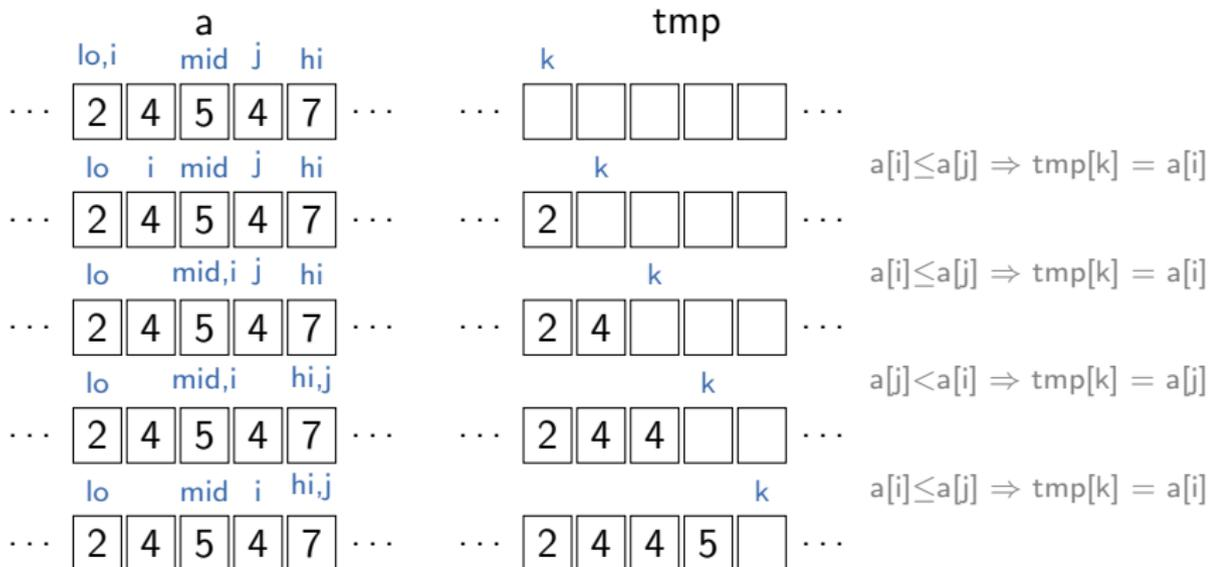 a tmp
lo,i mid j hi k
··· 2 4 5 4 7 ··· ··· ···
lo i mid j hi k a[i]≤a[j] ⇒ tmp[k] = a[i]
··· 2 4 5 4 7 ··· ··· 2 ···
lo mid,i j hi k a[i]≤a[j] ⇒ tmp[k] = a[i]
··· 2 4 5 4 7 ··· ··· 2 4 ···
lo mid,i hi,j k a[j]<a[i] ⇒ tmp[k] = a[j]
··· 2 4 5 4 7 ··· ··· 2 4 4 ···
lo mid i hi,j k a[i]≤a[j] ⇒ tmp[k] = a[i]
··· 2 4 5 4 7 ··· ··· 2 4 4 5 ···